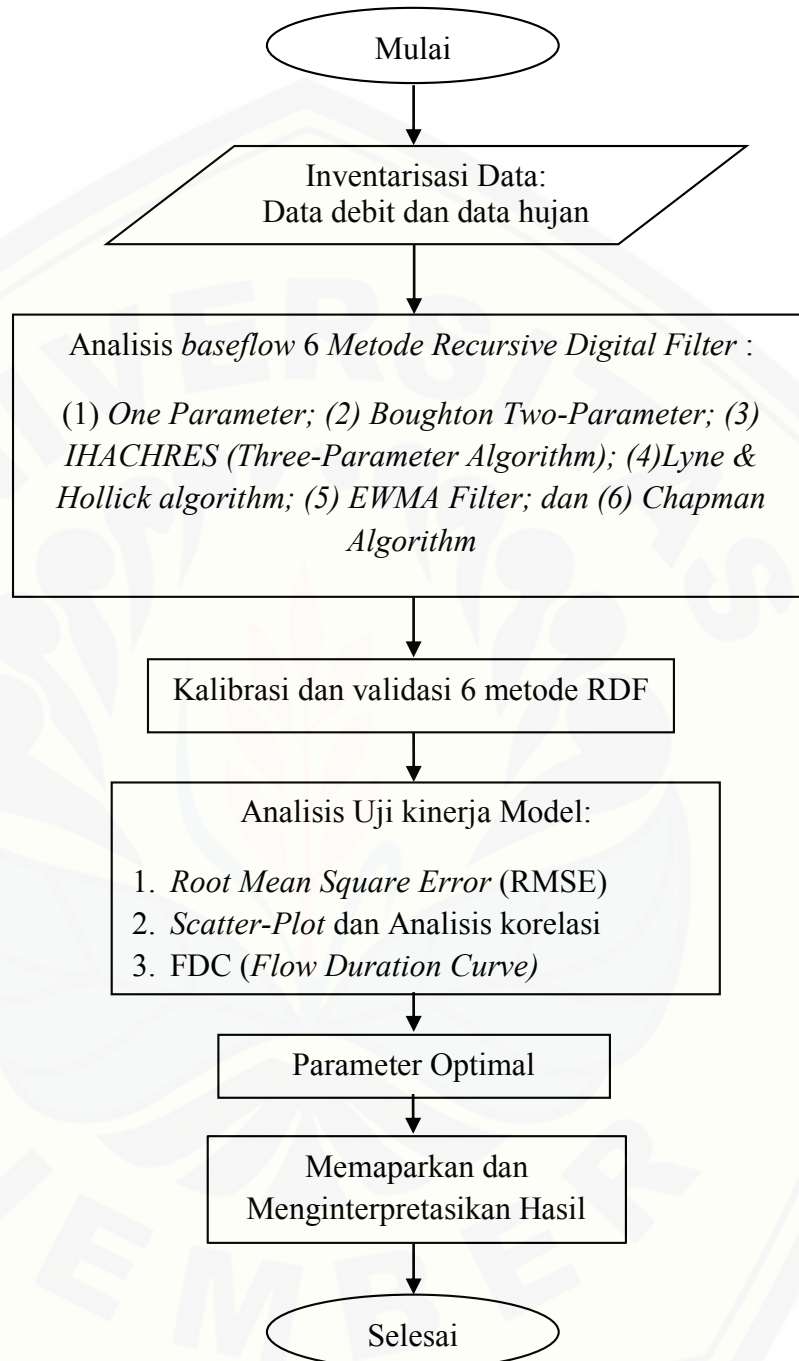 Mulai
Inventarisasi Data:
Data debit dan data hujan
Analisis baseflow 6 Metode Recursive Digital Filter :
(1) One Parameter; (2) Boughton Two-Parameter; (3)
IHACHRES (Three-Parameter Algorithm); (4)Lyne &
Hollick algorithm; (5) EWMA Filter; dan (6) Chapman
Algorithm
Kalibrasi dan validasi 6 metode RDF
Analisis Uji kinerja Model:
1. Root Mean Square Error (RMSE)
2. Scatter-Plot dan Analisis korelasi
3. FDC (Flow Duration Curve)
Parameter Optimal
Memaparkan dan
Menginterpretasikan Hasil
Selesai